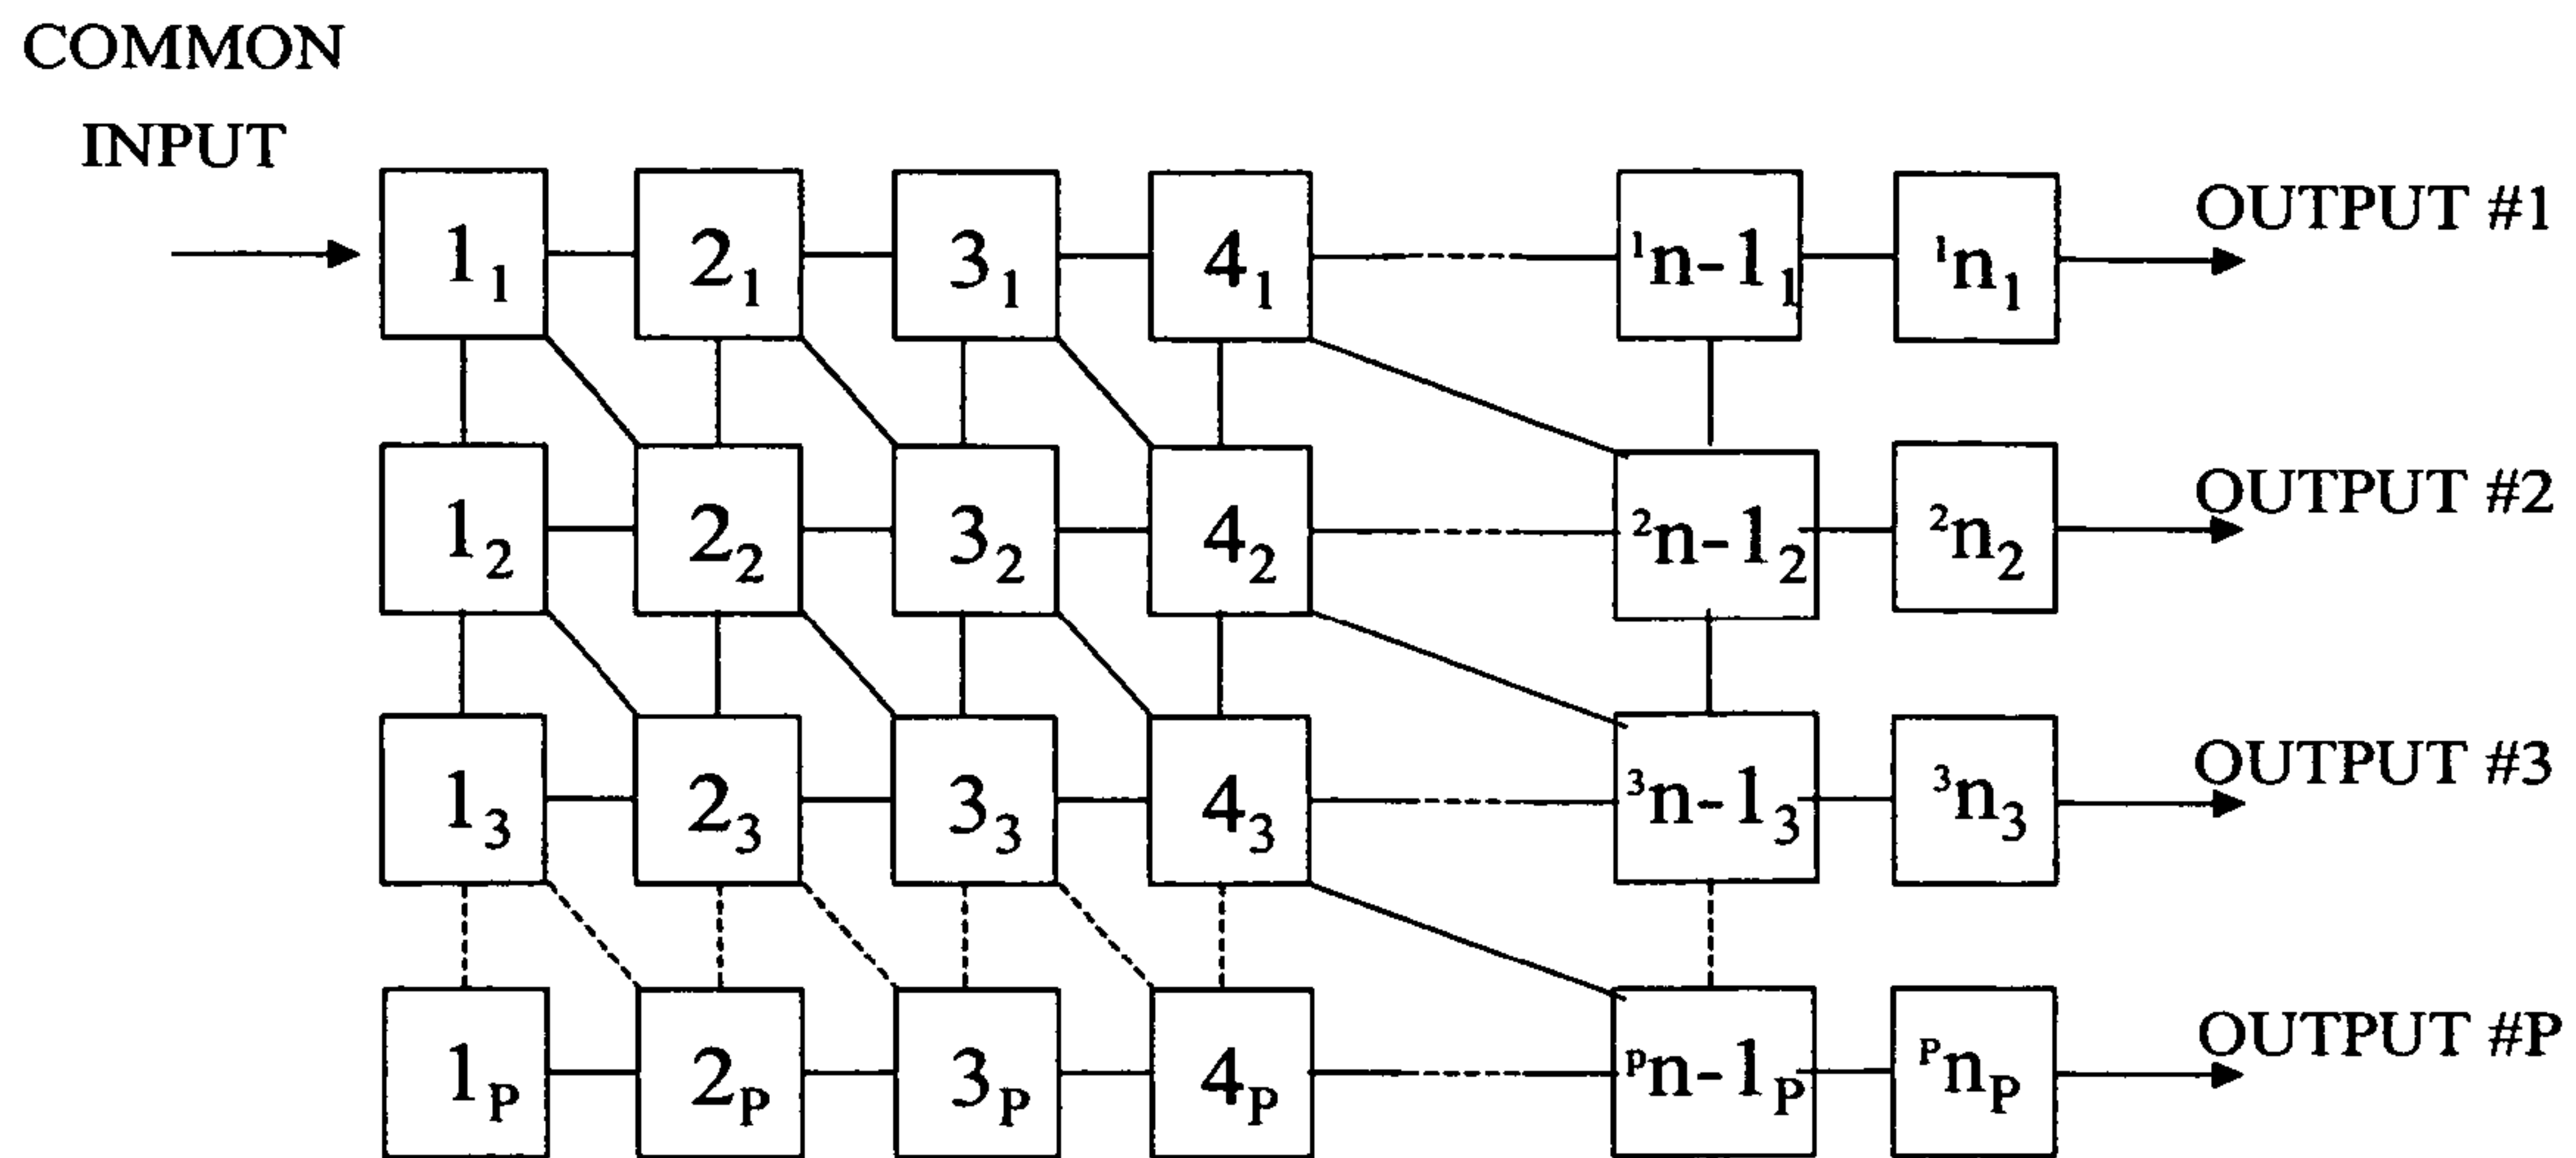 COMMON
INPUT
1₁ 2₁ 3₁ 4₁ ¹n-1₁ ¹n₁ OUTPUT #1
1₂ 2₂ 3₂ 4₂ ²n-1₂ ²n₂ OUTPUT #2
1₃ 2₃ 3₃ 4₃ ³n-1₃ ³n₃ OUTPUT #3
1ₚ 2ₚ 3ₚ 4ₚ ᵖn-1ₚ ᴾnₚ OUTPUT #P